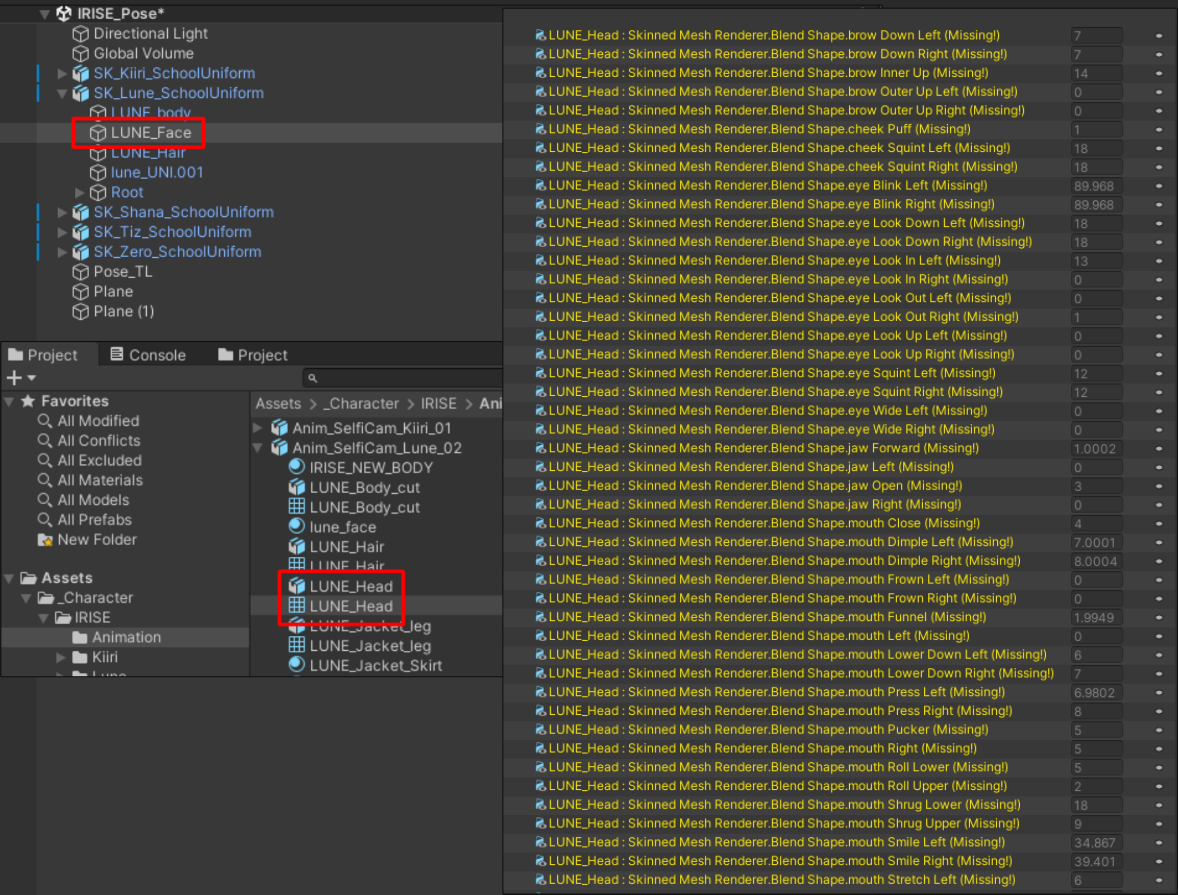 IRISE_Pose*
Directional Light
Global Volume
SK_Kiiri_SchoolUniform
SK_Lune_SchoolUniform
LUNE_body
LUNE_Face
LUNE_Hair
lune_UNI.001
Root
SK_Shana_SchoolUniform
SK_Tiz_SchoolUniform
SK_Zero_SchoolUniform
Pose_TL
Plane
Plane (1)
Project
Console
Project
Favorites
All Modified
All Conflicts
All Excluded
All Materials
All Models
All Prefabs
New Folder
Assets
_Character
IRISE
Animation
Kiiri
Lune
Assets > _Character > IRISE > Ani
Anim_SelfiCam_Kiiri_01
Anim_SelfiCam_Lune_02
IRISE_NEW_BODY
LUNE_Body_cut
LUNE_Body_cut
lune_face
LUNE_Hair
LUNE_Hair
LUNE_Head
LUNE_Head
LUNE_Jacket_leg
LUNE_Jacket_leg
LUNE_Jacket_Skirt
LUNE_Head : Skinned Mesh Renderer.Blend Shape.brow Down Left (Missing!) 7
LUNE_Head : Skinned Mesh Renderer.Blend Shape.brow Down Right (Missing!) 7
LUNE_Head : Skinned Mesh Renderer.Blend Shape.brow Inner Up (Missing!) 14
LUNE_Head : Skinned Mesh Renderer.Blend Shape.brow Outer Up Left (Missing!) 0
LUNE_Head : Skinned Mesh Renderer.Blend Shape.brow Outer Up Right (Missing!) 0
LUNE_Head : Skinned Mesh Renderer.Blend Shape.cheek Puff (Missing!) 1
LUNE_Head : Skinned Mesh Renderer.Blend Shape.cheek Squint Left (Missing!) 18
LUNE_Head : Skinned Mesh Renderer.Blend Shape.cheek Squint Right (Missing!) 18
LUNE_Head : Skinned Mesh Renderer.Blend Shape.eye Blink Left (Missing!) 89.968
LUNE_Head : Skinned Mesh Renderer.Blend Shape.eye Blink Right (Missing!) 89.968
LUNE_Head : Skinned Mesh Renderer.Blend Shape.eye Look Down Left (Missing!) 18
LUNE_Head : Skinned Mesh Renderer.Blend Shape.eye Look Down Right (Missing!) 18
LUNE_Head : Skinned Mesh Renderer.Blend Shape.eye Look In Left (Missing!) 13
LUNE_Head : Skinned Mesh Renderer.Blend Shape.eye Look In Right (Missing!) 0
LUNE_Head : Skinned Mesh Renderer.Blend Shape.eye Look Out Left (Missing!) 0
LUNE_Head : Skinned Mesh Renderer.Blend Shape.eye Look Out Right (Missing!) 1
LUNE_Head : Skinned Mesh Renderer.Blend Shape.eye Look Up Left (Missing!) 0
LUNE_Head : Skinned Mesh Renderer.Blend Shape.eye Look Up Right (Missing!) 0
LUNE_Head : Skinned Mesh Renderer.Blend Shape.eye Squint Left (Missing!) 12
LUNE_Head : Skinned Mesh Renderer.Blend Shape.eye Squint Right (Missing!) 12
LUNE_Head : Skinned Mesh Renderer.Blend Shape.eye Wide Left (Missing!) 0
LUNE_Head : Skinned Mesh Renderer.Blend Shape.eye Wide Right (Missing!) 0
LUNE_Head : Skinned Mesh Renderer.Blend Shape.jaw Forward (Missing!) 1.0002
LUNE_Head : Skinned Mesh Renderer.Blend Shape.jaw Left (Missing!) 0
LUNE_Head : Skinned Mesh Renderer.Blend Shape.jaw Open (Missing!) 3
LUNE_Head : Skinned Mesh Renderer.Blend Shape.jaw Right (Missing!) 0
LUNE_Head : Skinned Mesh Renderer.Blend Shape.mouth Close (Missing!) 4
LUNE_Head : Skinned Mesh Renderer.Blend Shape.mouth Dimple Left (Missing!) 7.0001
LUNE_Head : Skinned Mesh Renderer.Blend Shape.mouth Dimple Right (Missing!) 8.0004
LUNE_Head : Skinned Mesh Renderer.Blend Shape.mouth Frown Left (Missing!) 0
LUNE_Head : Skinned Mesh Renderer.Blend Shape.mouth Frown Right (Missing!) 0
LUNE_Head : Skinned Mesh Renderer.Blend Shape.mouth Funnel (Missing!) 1.9949
LUNE_Head : Skinned Mesh Renderer.Blend Shape.mouth Left (Missing!) 0
LUNE_Head : Skinned Mesh Renderer.Blend Shape.mouth Lower Down Left (Missing!) 6
LUNE_Head : Skinned Mesh Renderer.Blend Shape.mouth Lower Down Right (Missing!) 7
LUNE_Head : Skinned Mesh Renderer.Blend Shape.mouth Press Left (Missing!) 6.9802
LUNE_Head : Skinned Mesh Renderer.Blend Shape.mouth Press Right (Missing!) 8
LUNE_Head : Skinned Mesh Renderer.Blend Shape.mouth Pucker (Missing!) 5
LUNE_Head : Skinned Mesh Renderer.Blend Shape.mouth Right (Missing!) 5
LUNE_Head : Skinned Mesh Renderer.Blend Shape.mouth Roll Lower (Missing!) 5
LUNE_Head : Skinned Mesh Renderer.Blend Shape.mouth Roll Upper (Missing!) 2
LUNE_Head : Skinned Mesh Renderer.Blend Shape.mouth Shrug Lower (Missing!) 18
LUNE_Head : Skinned Mesh Renderer.Blend Shape.mouth Shrug Upper (Missing!) 9
LUNE_Head : Skinned Mesh Renderer.Blend Shape.mouth Smile Left (Missing!) 34.867
LUNE_Head : Skinned Mesh Renderer.Blend Shape.mouth Smile Right (Missing!) 39.401
LUNE_Head : Skinned Mesh Renderer.Blend Shape.mouth Stretch Left (Missing!) 6